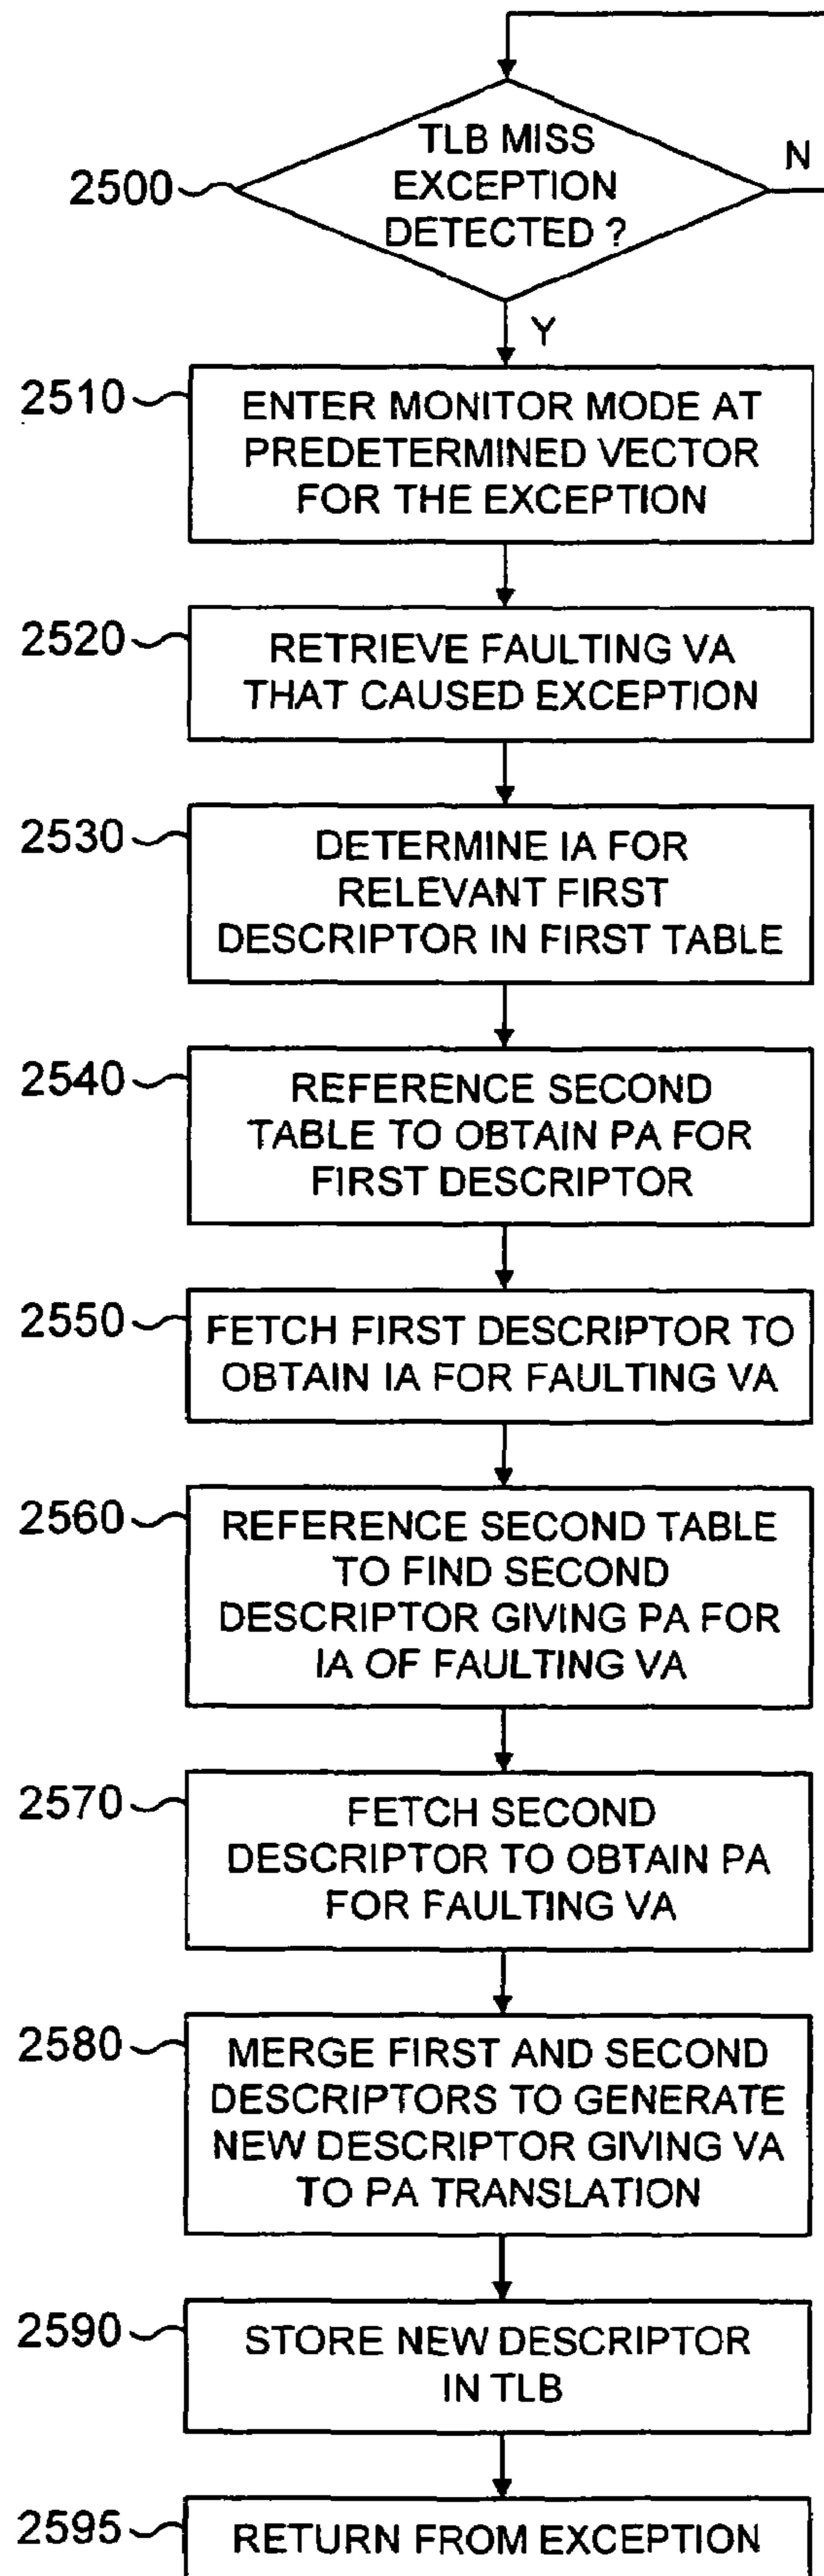 2500
TLB MISS
EXCEPTION
DETECTED ?
N
Y
2510
ENTER MONITOR MODE AT
PREDETERMINED VECTOR
FOR THE EXCEPTION
2520
RETRIEVE FAULTING VA
THAT CAUSED EXCEPTION
2530
DETERMINE IA FOR
RELEVANT FIRST
DESCRIPTOR IN FIRST TABLE
2540
REFERENCE SECOND
TABLE TO OBTAIN PA FOR
FIRST DESCRIPTOR
2550
FETCH FIRST DESCRIPTOR TO
OBTAIN IA FOR FAULTING VA
2560
REFERENCE SECOND TABLE
TO FIND SECOND
DESCRIPTOR GIVING PA FOR
IA OF FAULTING VA
2570
FETCH SECOND
DESCRIPTOR TO OBTAIN PA
FOR FAULTING VA
2580
MERGE FIRST AND SECOND
DESCRIPTORS TO GENERATE
NEW DESCRIPTOR GIVING VA
TO PA TRANSLATION
2590
STORE NEW DESCRIPTOR
IN TLB
2595
RETURN FROM EXCEPTION